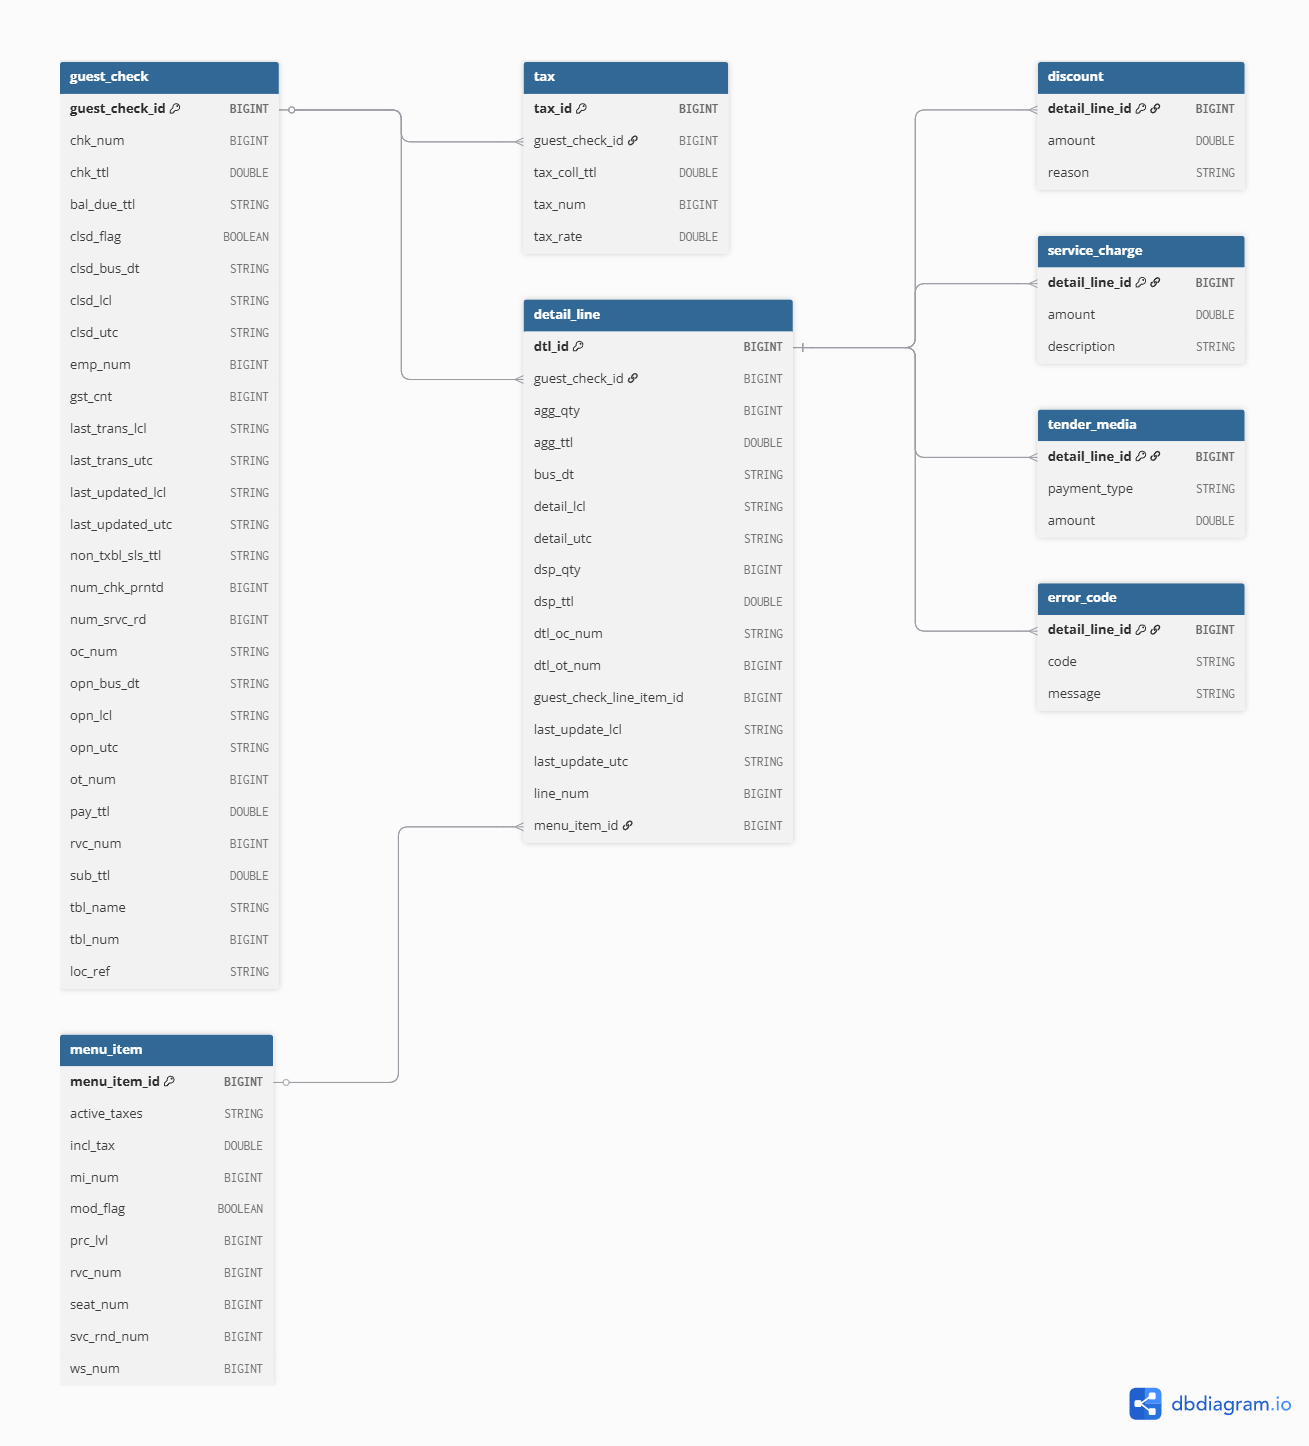 guest_check
guest_check_id BIGINT
chk_num BIGINT
chk_ttl DOUBLE
bal_due_ttl STRING
clsd_flag BOOLEAN
clsd_bus_dt STRING
clsd_lcl STRING
clsd_utc STRING
emp_num BIGINT
gst_cnt BIGINT
last_trans_lcl STRING
last_trans_utc STRING
last_updated_lcl STRING
last_updated_utc STRING
non_txbl_sls_ttl STRING
num_chk_prntd BIGINT
num_srvc_rd BIGINT
oc_num STRING
opn_bus_dt STRING
opn_lcl STRING
opn_utc STRING
ot_num BIGINT
pay_ttl DOUBLE
rvc_num BIGINT
sub_ttl DOUBLE
tbl_name STRING
tbl_num BIGINT
loc_ref STRING
menu_item
menu_item_id BIGINT
active_taxes STRING
incl_tax DOUBLE
mi_num BIGINT
mod_flag BOOLEAN
prc_lvl BIGINT
rvc_num BIGINT
seat_num BIGINT
svc_rnd_num BIGINT
ws_num BIGINT
tax
tax_id BIGINT
guest_check_id BIGINT
tax_coll_ttl DOUBLE
tax_num BIGINT
tax_rate DOUBLE
detail_line
dtl_id BIGINT
guest_check_id BIGINT
agg_qty BIGINT
agg_ttl DOUBLE
bus_dt STRING
detail_lcl STRING
detail_utc STRING
dsp_qty BIGINT
dsp_ttl DOUBLE
dtl_oc_num STRING
dtl_ot_num BIGINT
guest_check_line_item_id BIGINT
last_update_lcl STRING
last_update_utc STRING
line_num BIGINT
menu_item_id BIGINT
discount
detail_line_id BIGINT
amount DOUBLE
reason STRING
service_charge
detail_line_id BIGINT
amount DOUBLE
description STRING
tender_media
detail_line_id BIGINT
payment_type STRING
amount DOUBLE
error_code
detail_line_id BIGINT
code STRING
message STRING
dbdiagram.io